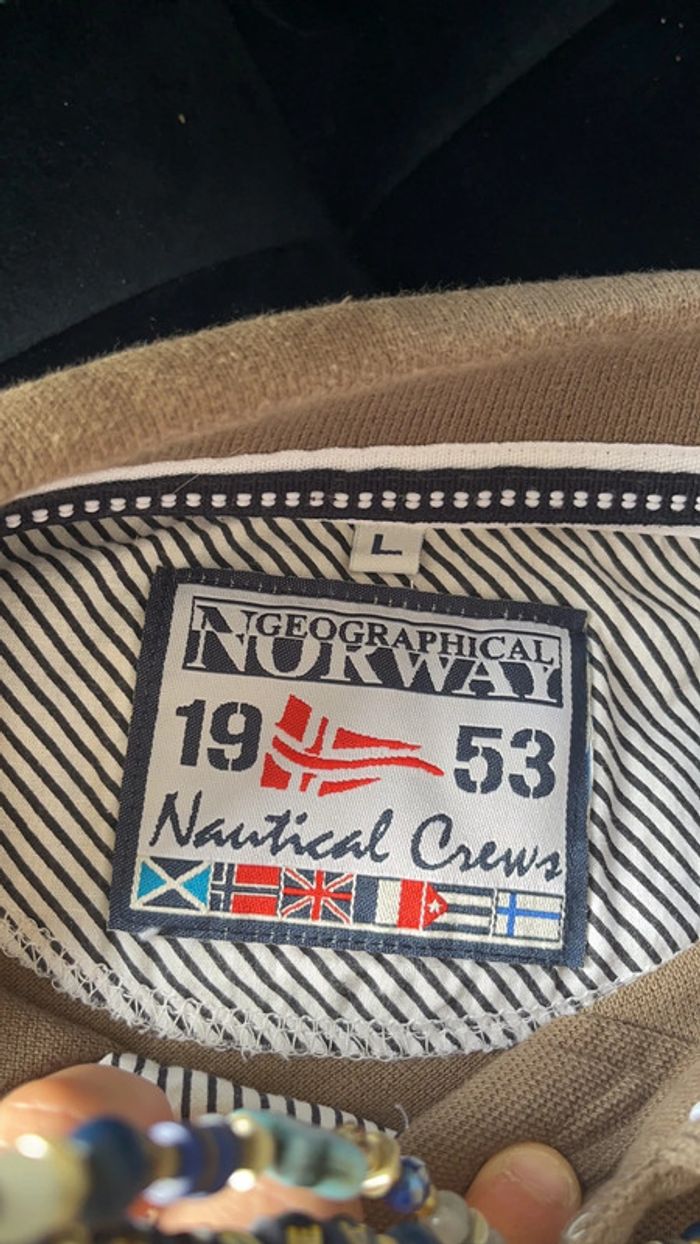 L
GEOGRAPHICAL
NORWAY
19 53
Nautical Crews